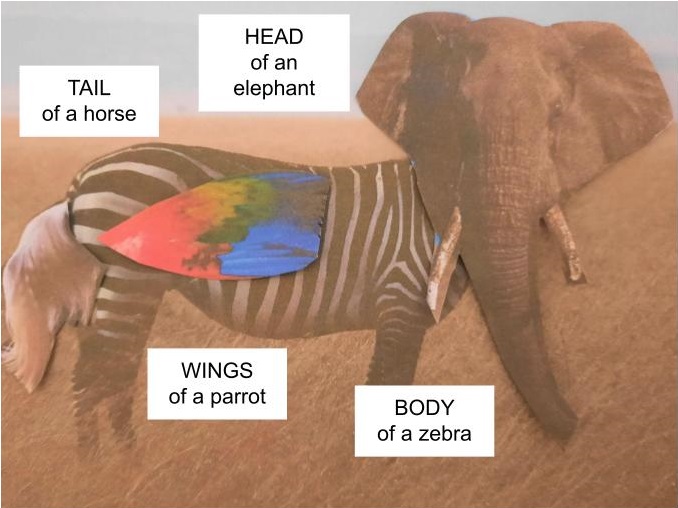 HEAD
of an
elephant
TAIL
of a horse
WINGS
of a parrot
BODY
of a zebra